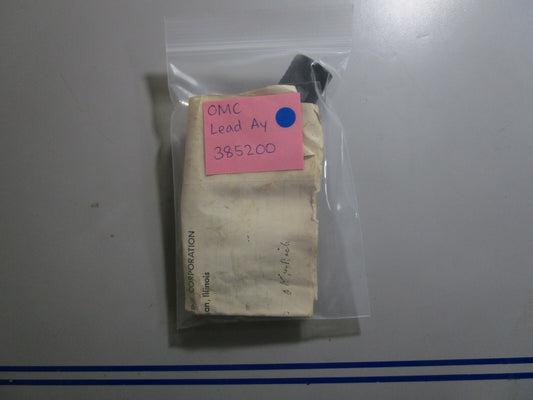 OMC
Lead Ay
385200
CORPORATION
Illinois